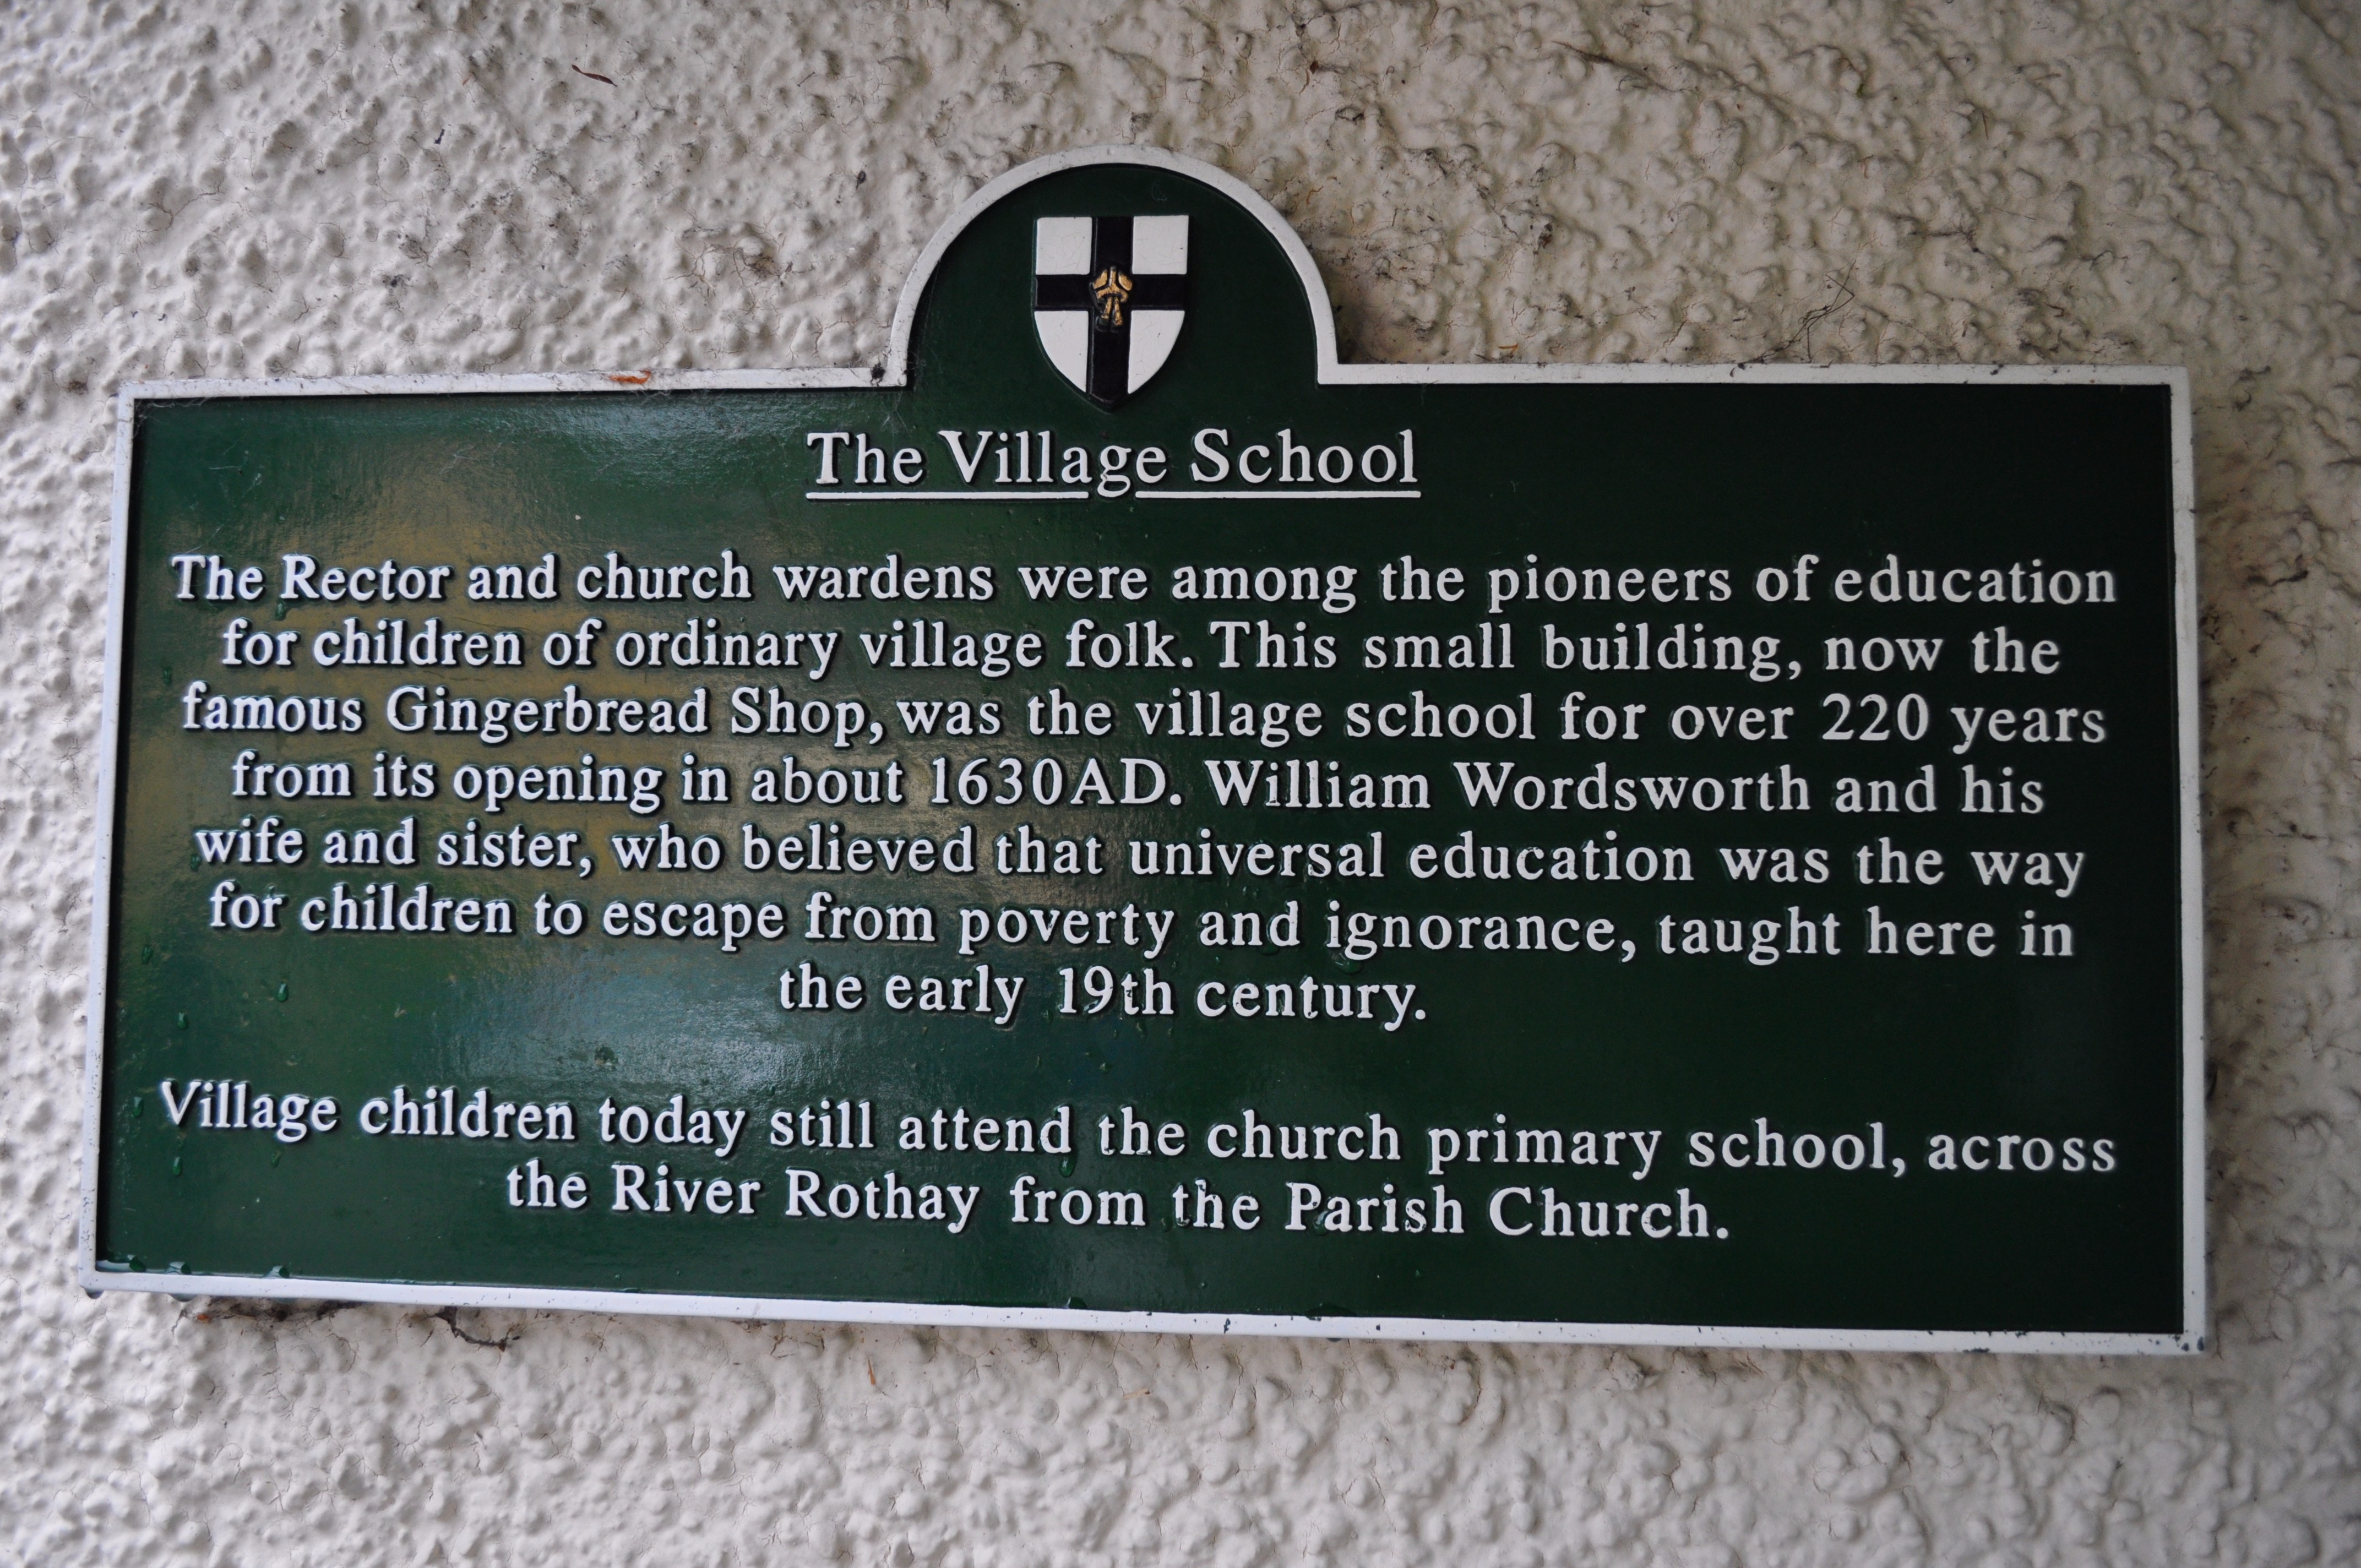 The Village School
The Rector and church wardens were among the pioneers of education
for children of ordinary village folk. This small building, now the
famous Gingerbread Shop, was the village school for over 220 years
from its opening in about 1630AD. William Wordsworth and his
wife and sister, who believed that universal education was the way
for children to escape from poverty and ignorance, taught here in
the early 19th century.
Village children today still attend the church primary school, across
the River Rothay from the Parish Church.